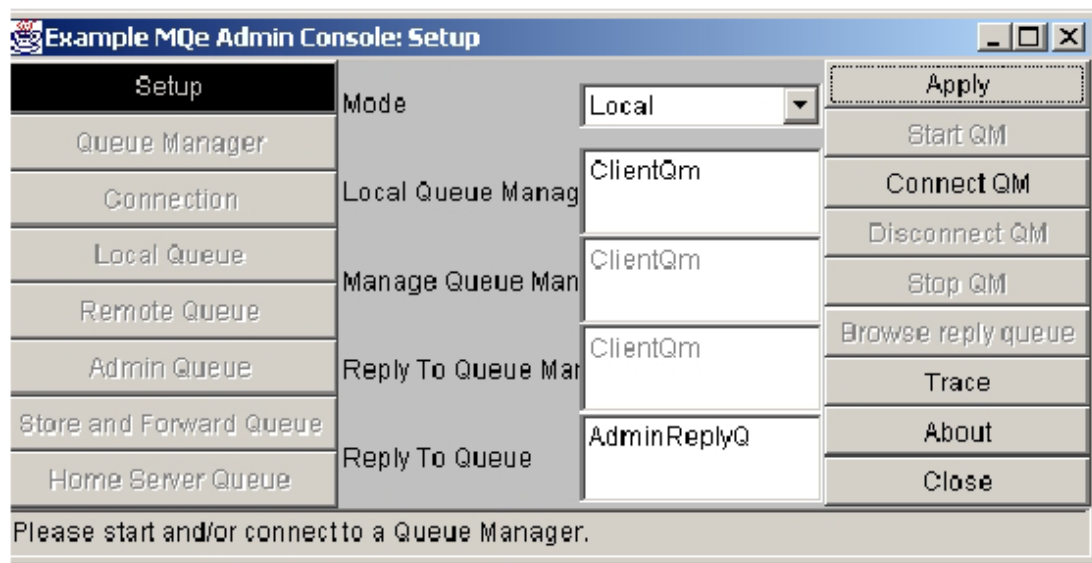 Example MQe Admin Console: Setup
Setup
Queue Manager
Connection
Local Queue
Remote Queue
Admin Queue
Store and Forward Queue
Home Server Queue
Mode
Local
Local Queue Manag
ClientQm
Manage Queue Man
ClientQm
Reply To Queue Mar
ClientQm
Reply To Queue
AdminReplyQ
Apply
Start QM
Connect QM
Disconnect QM
Stop QM
Browse reply queue
Trace
About
Close
Please start and/or connect to a Queue Manager.